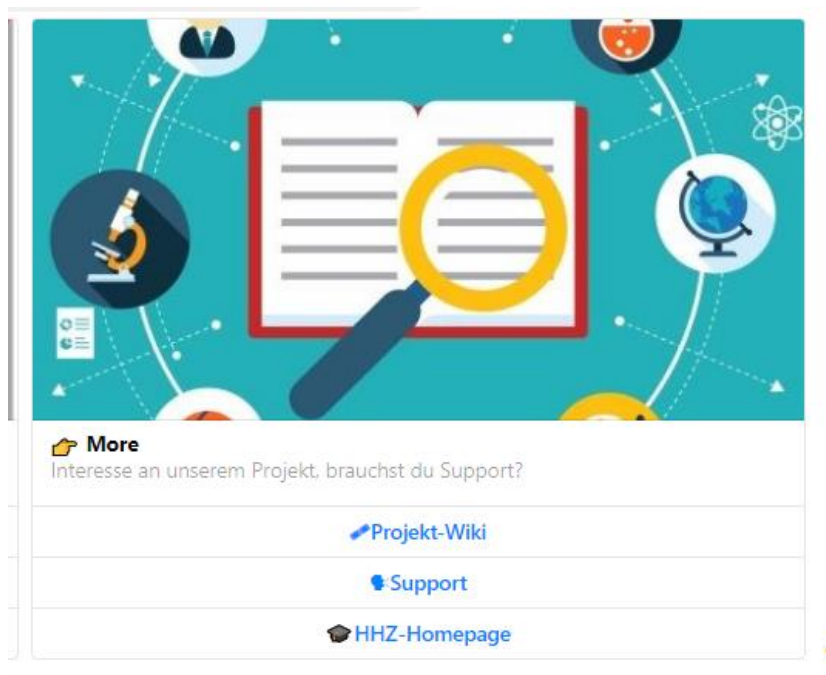 👉 More
Interesse an unserem Projekt, brauchst du Support?
Projekt-Wiki
🗣Support
🎓HHZ-Homepage